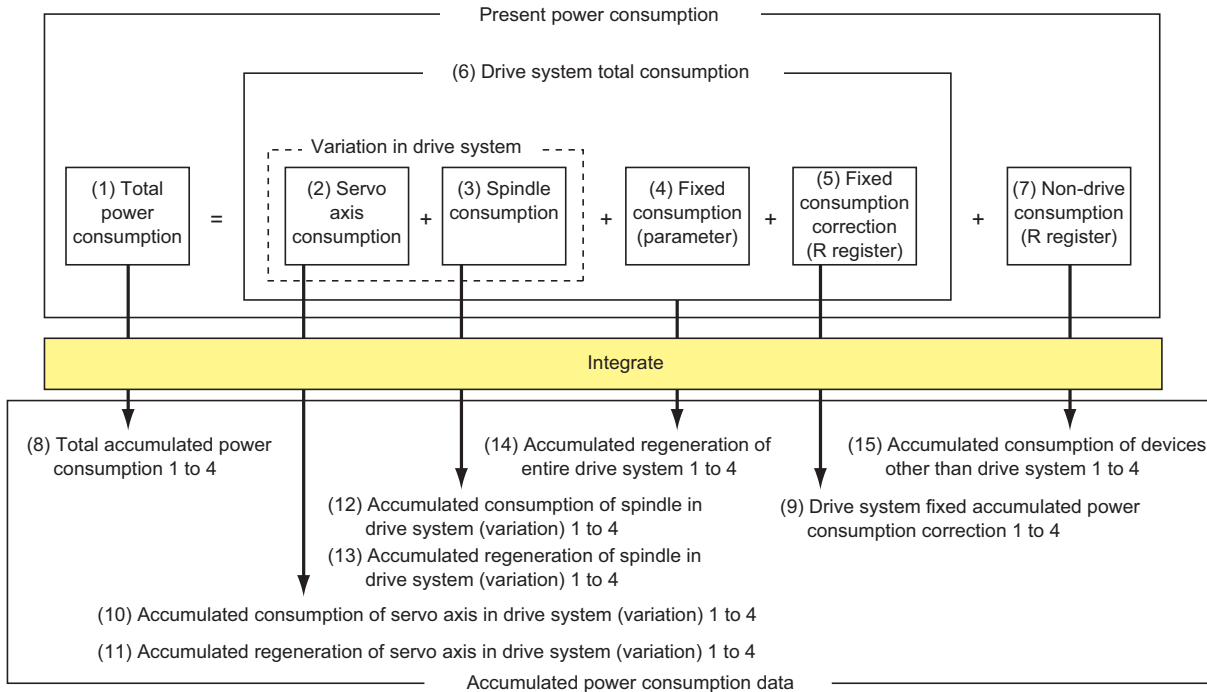 Present power consumption
(6) Drive system total consumption
Variation in drive system
(1) Total
power
consumption
=
(2) Servo
axis
consumption
+
(3) Spindle
consumption
+
(4) Fixed
consumption
(parameter)
+
(5) Fixed
consumption
correction
(R register)
+
(7) Non-drive
consumption
(R register)
Integrate
(8) Total accumulated power
consumption 1 to 4
(14) Accumulated regeneration of
entire drive system 1 to 4
(15) Accumulated consumption of devices
other than drive system 1 to 4
(12) Accumulated consumption of spindle in
drive system (variation) 1 to 4
(9) Drive system fixed accumulated power
consumption correction 1 to 4
(13) Accumulated regeneration of spindle in
drive system (variation) 1 to 4
(10) Accumulated consumption of servo axis in drive system (variation) 1 to 4
(11) Accumulated regeneration of servo axis in drive system (variation) 1 to 4
Accumulated power consumption data